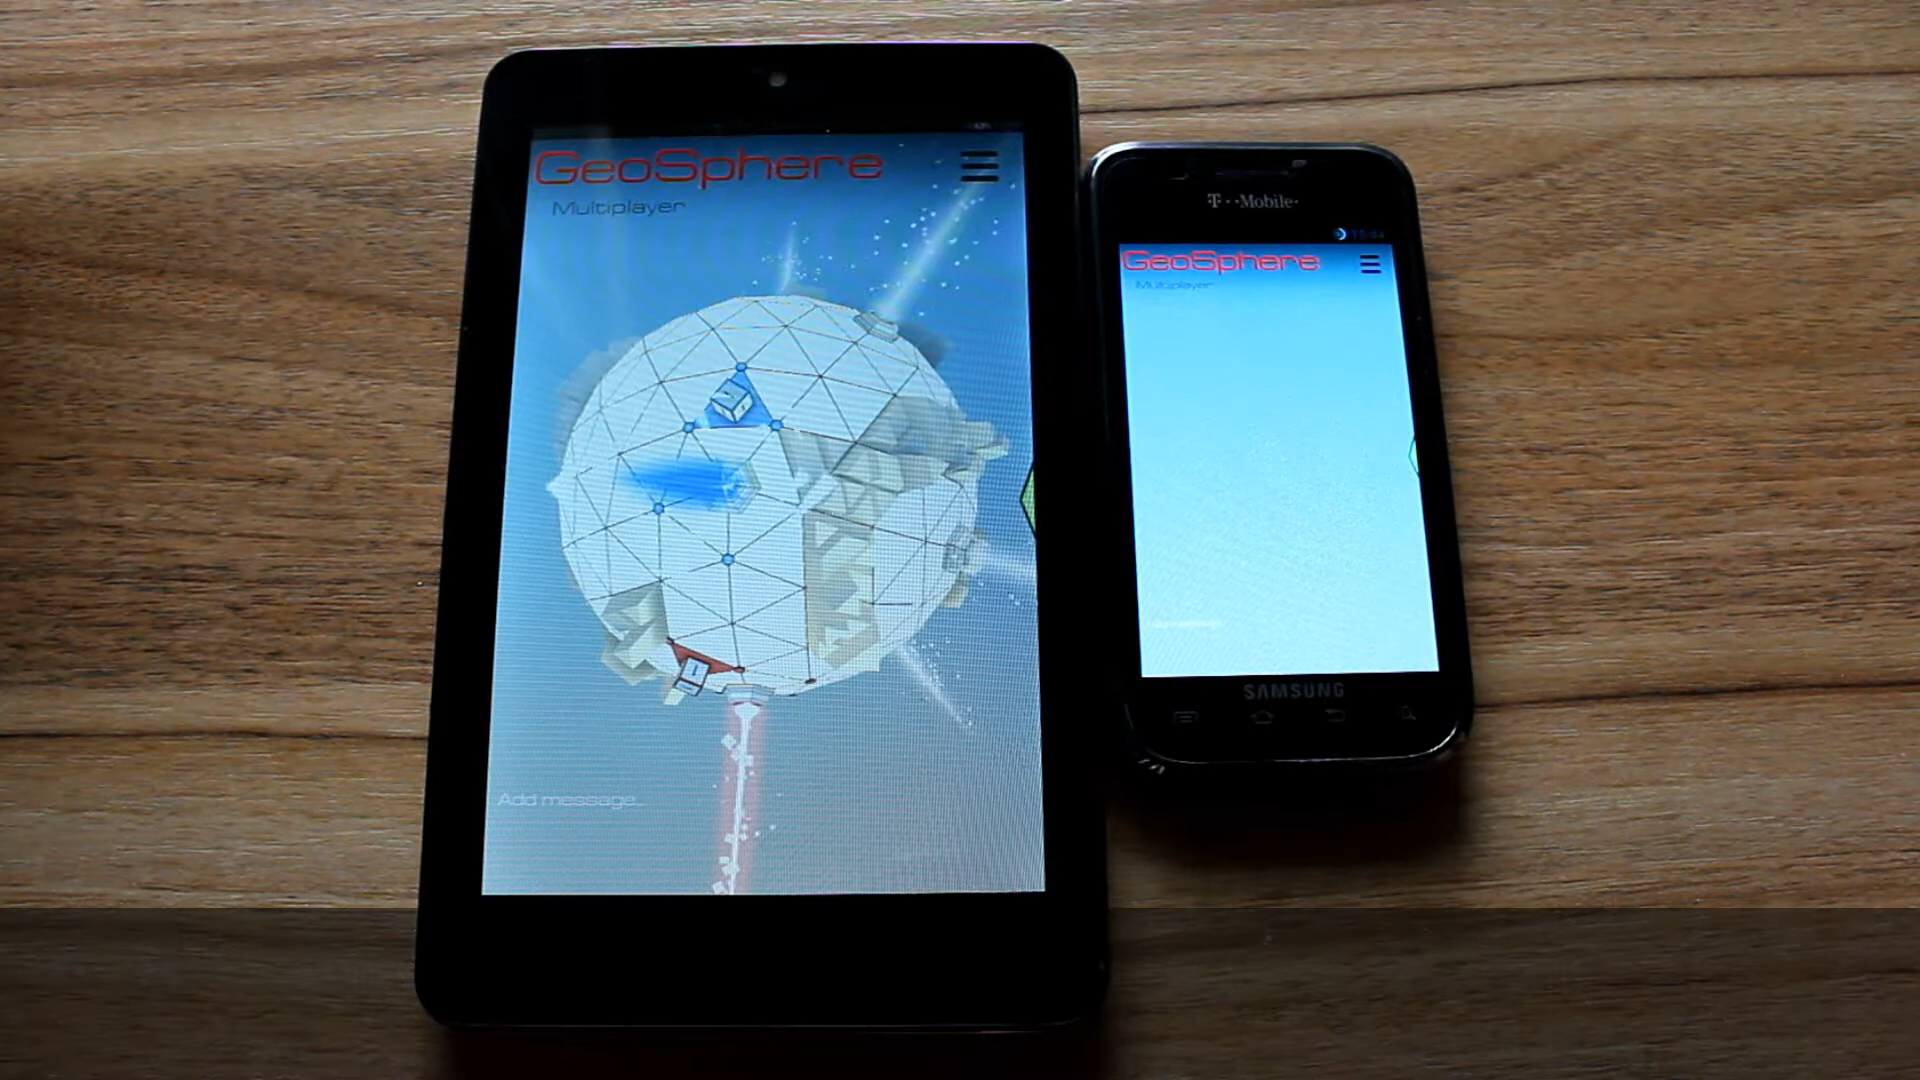 GeoSphere
Multiplayer
Add message...
T··Mobile·
GeoSphere
Multiplayer
SAMSUNG